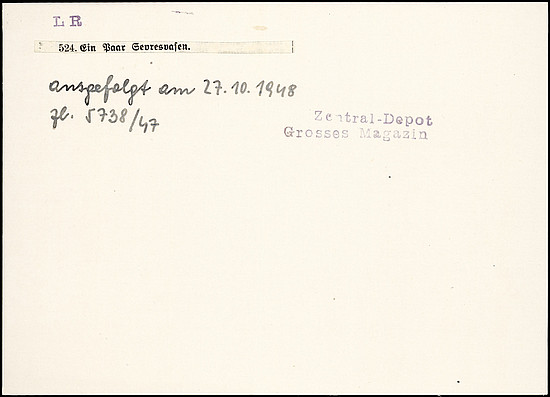 LR
524. Ein Paar Sevresvasen.
ausgefolgt am 27.10.1948
Zl. 5738/47
Zentral-Depot
Grosses Magazin